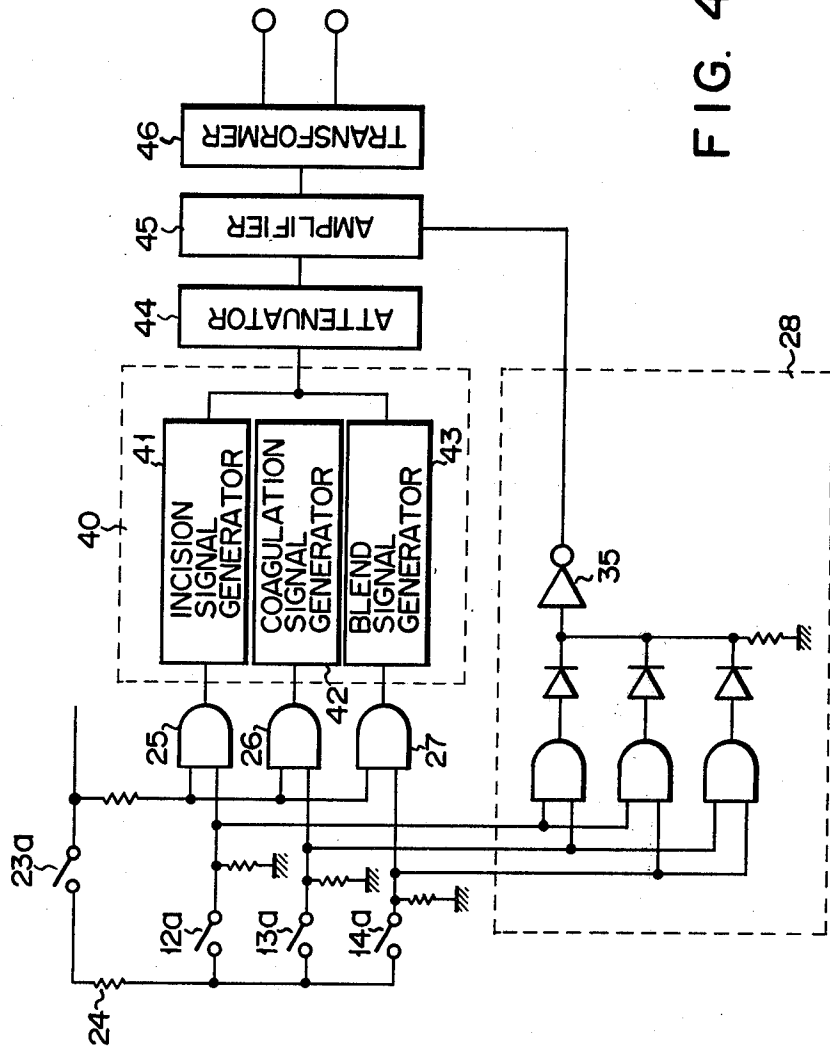 23a
24
12a
13a
14a
25
26
27
40
41
INCISION
SIGNAL
GENERATOR
COAGULATION
SIGNAL
GENERATOR
42
BLEND
SIGNAL
GENERATOR
43
44
ATTENUATOR
45
AMPLIFIER
46
TRANSFORMER
35
28
FIG. 4